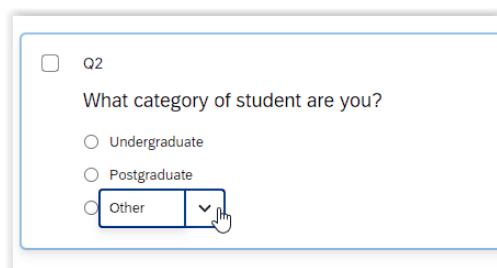 Q2
What category of student are you?
Undergraduate
Postgraduate
Other